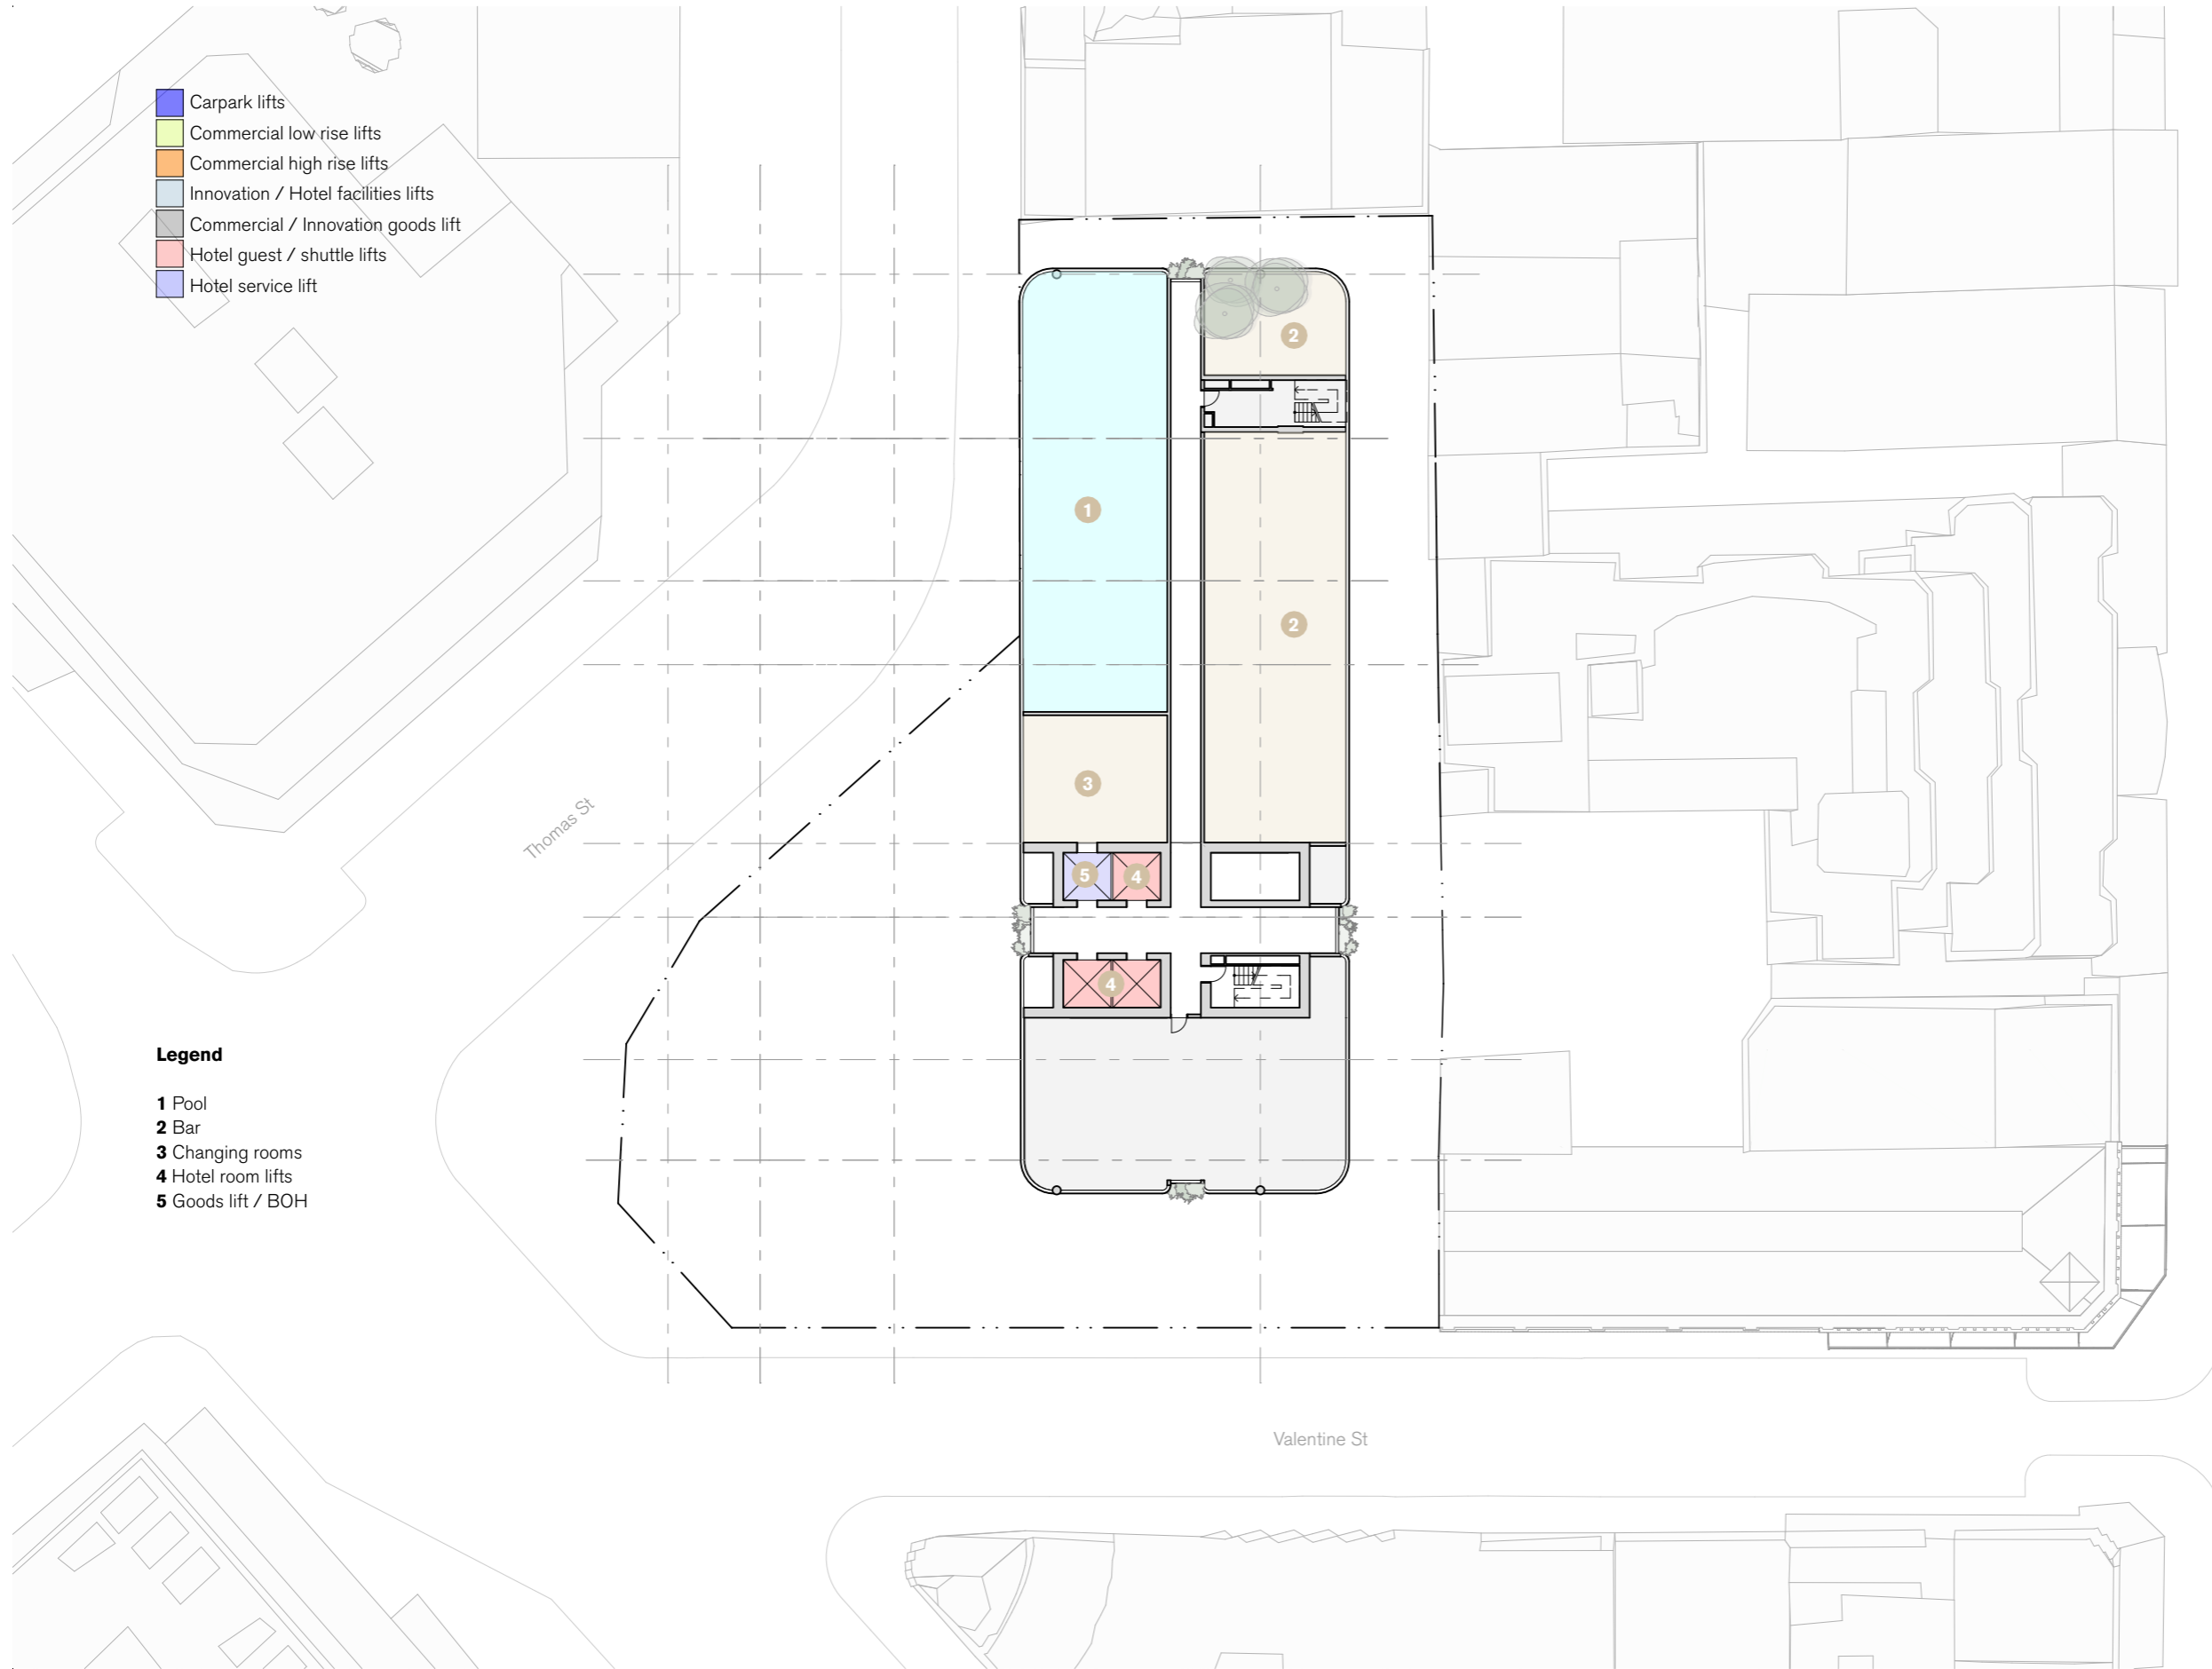 Carpark lifts
Commercial low rise lifts
Commercial high rise lifts
Innovation / Hotel facilities lifts
Commercial / Innovation goods lift
Hotel guest / shuttle lifts
Hotel service lift
2
1
2
3
Thomas St
5
4
4
Legend
1 Pool
2 Bar
3 Changing rooms
4 Hotel room lifts
5 Goods lift / BOH
Valentine St